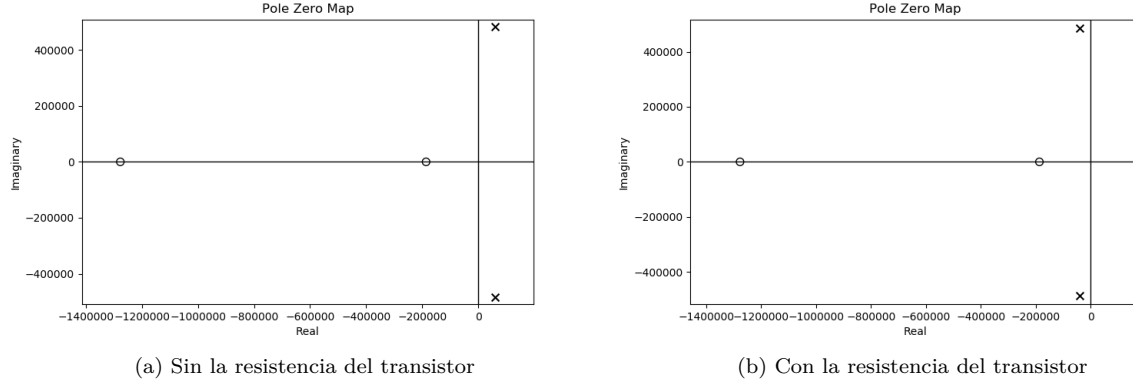 Pole Zero Map
400000
200000
0
−200000
−400000
Imaginary
−1400000 −1200000 −1000000 −800000 −600000 −400000 −200000 0
Real
(a) Sin la resistencia del transistor
Pole Zero Map
400000
200000
0
−200000
−400000
Imaginary
−1400000 −1200000 −1000000 −800000 −600000 −400000 −200000 0
Real
(b) Con la resistencia del transistor